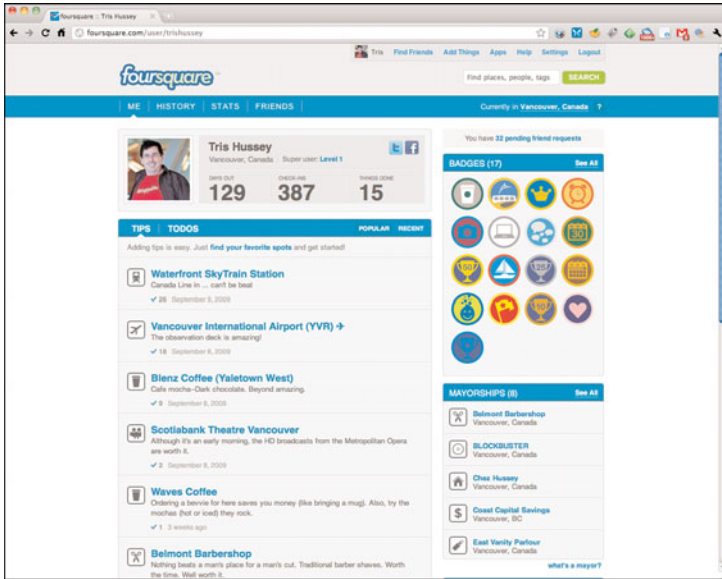 foursquare :: Tris Hussey
foursquare.com/user/trishussey
Tris Find Friends Add Things Apps Help Settings Logout
foursquare
Find places, people, tags SEARCH
ME HISTORY STATS FRIENDS
Currently in Vancouver, Canada ?
Tris Hussey
Vancouver, Canada Super user: Level 1
DAYS OUT CHECK-INS THINGS DONE
129 387 15
TIPS TODOS POPULAR RECENT
Adding tips is easy. Just find your favorite spots and get started!
Waterfront SkyTrain Station
Canada Line in ... can't be beat
26 September 9, 2009
Vancouver International Airport (YVR)
The observation deck is amazing!
18 September 9, 2009
Blenz Coffee (Yaletown West)
Cafe mocha-Dark chocolate. Beyond amazing.
September 8, 2009
Scotiabank Theatre Vancouver
Although it's an early morning, the HD broadcasts from the Metropolitan Opera
are worth it.
2 September 8, 2009
Waves Coffee
Ordering a bevvie for here saves you money (like bringing a mug). Also, try the
mochas (hot or iced) they rock.
1 3 weeks ago
Belmont Barbershop
Nothing beats a man's place for a man's cut. Traditional barber shaves. Worth
the time. Well worth it.
You have 32 pending friend requests
BADGES (17) See All
30
50
25
10
MAYORSHIPS (8) See All
Belmont Barbershop
Vancouver, Canada
BLOCKBUSTER
Vancouver, Canada
Chez Hussey
Vancouver, Canada
Coast Capital Savings
Vancouver, BC
East Vanity Parlour
Vancouver, Canada
what's a mayor?